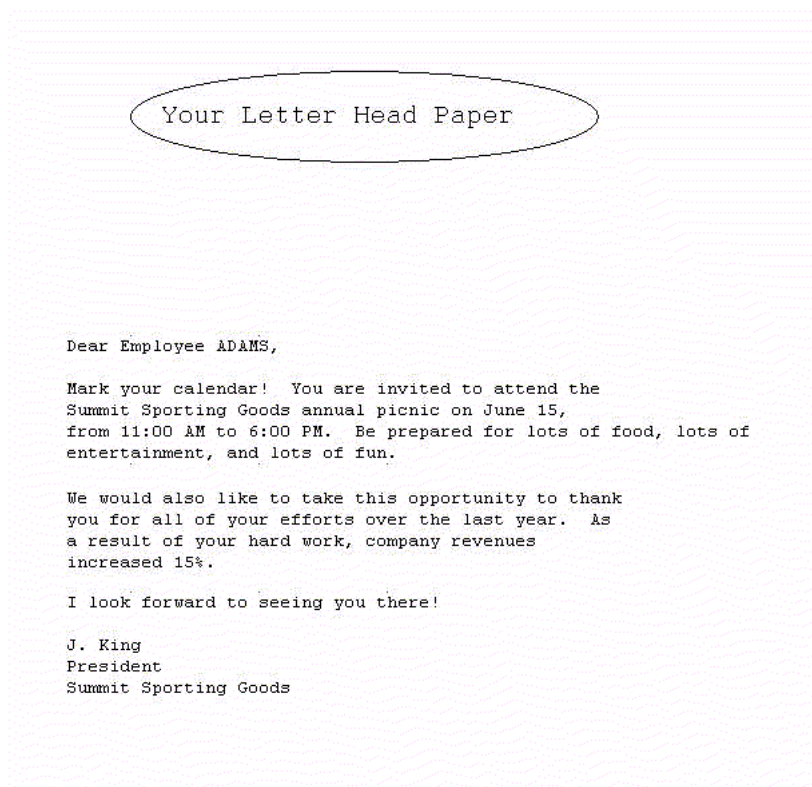 Your Letter Head Paper
Dear Employee ADAMS,
Mark your calendar!  You are invited to attend the
Summit Sporting Goods annual picnic on June 15,
from 11:00 AM to 6:00 PM.  Be prepared for lots of food, lots of
entertainment, and lots of fun.
We would also like to take this opportunity to thank
you for all of your efforts over the last year.  As
a result of your hard work, company revenues
increased 15%.
I look forward to seeing you there!
J. King
President
Summit Sporting Goods